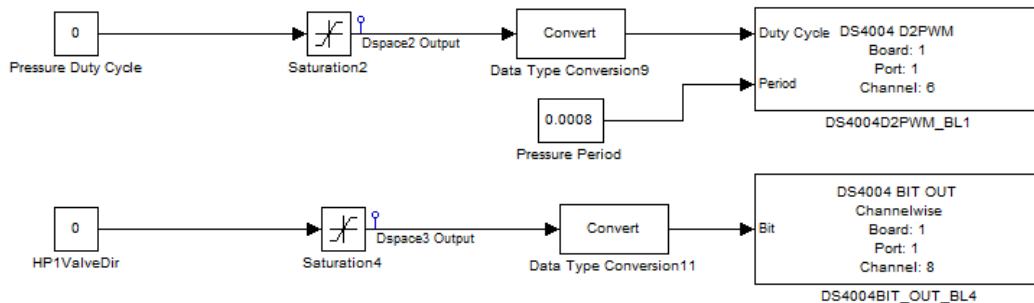 0
Pressure Duty Cycle
Saturation2
Dspace2 Output
Convert
Data Type Conversion9
0.0008
Pressure Period
Duty Cycle
Period
DS4004 D2PWM
Board: 1
Port: 1
Channel: 6
DS4004D2PWM_BL1
0
HP1ValveDir
Saturation4
Dspace3 Output
Convert
Data Type Conversion11
Bit
DS4004 BIT OUT
Channelwise
Board: 1
Port: 1
Channel: 8
DS4004BIT_OUT_BL4